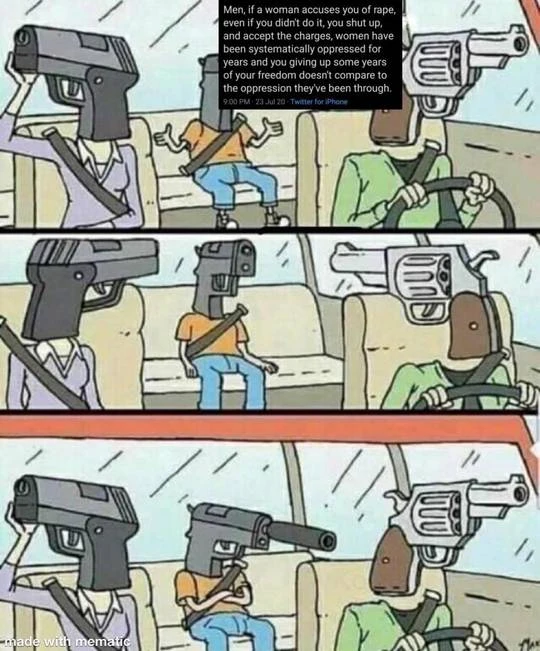 Men, if a woman accuses you of rape,
even if you didn't do it, you shut up,
and accept the charges, women have
been systematically oppressed for
years and you giving up some years
of your freedom doesn't compare to
the oppression they've been through.
9:00 PM · 23 Jul 20 · Twitter for iPhone
made with mematic